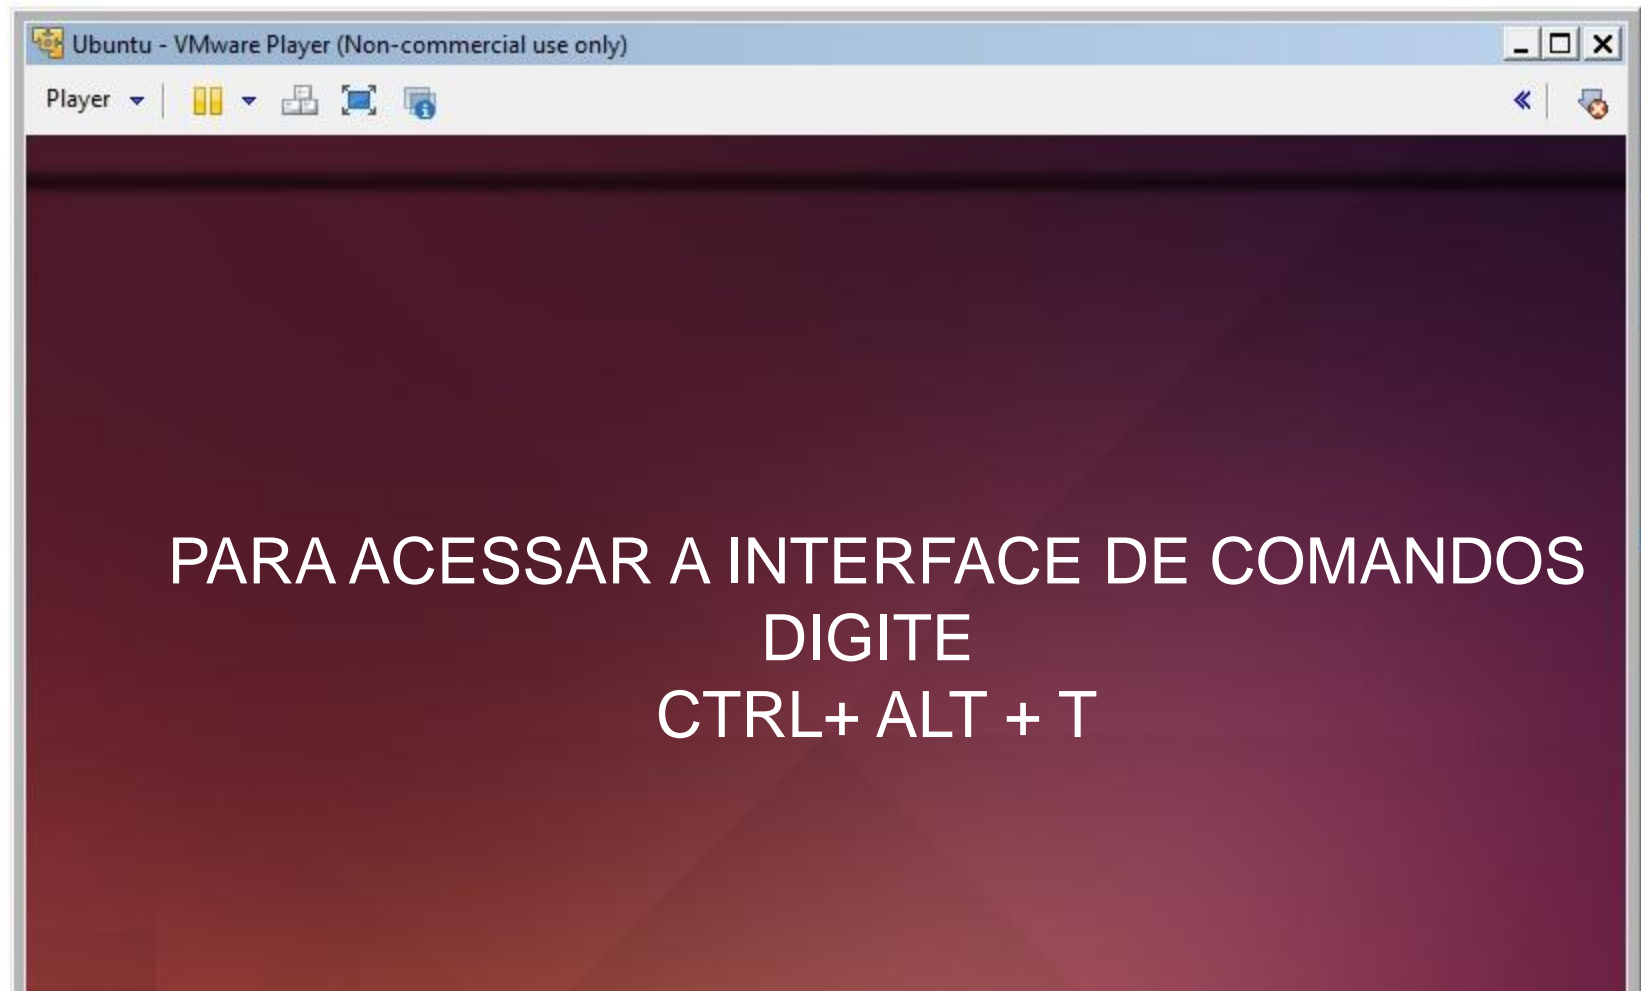 Ubuntu - VMware Player (Non-commercial use only)
Player
PARA ACESSAR A INTERFACE DE COMANDOS
DIGITE
CTRL+ ALT + T